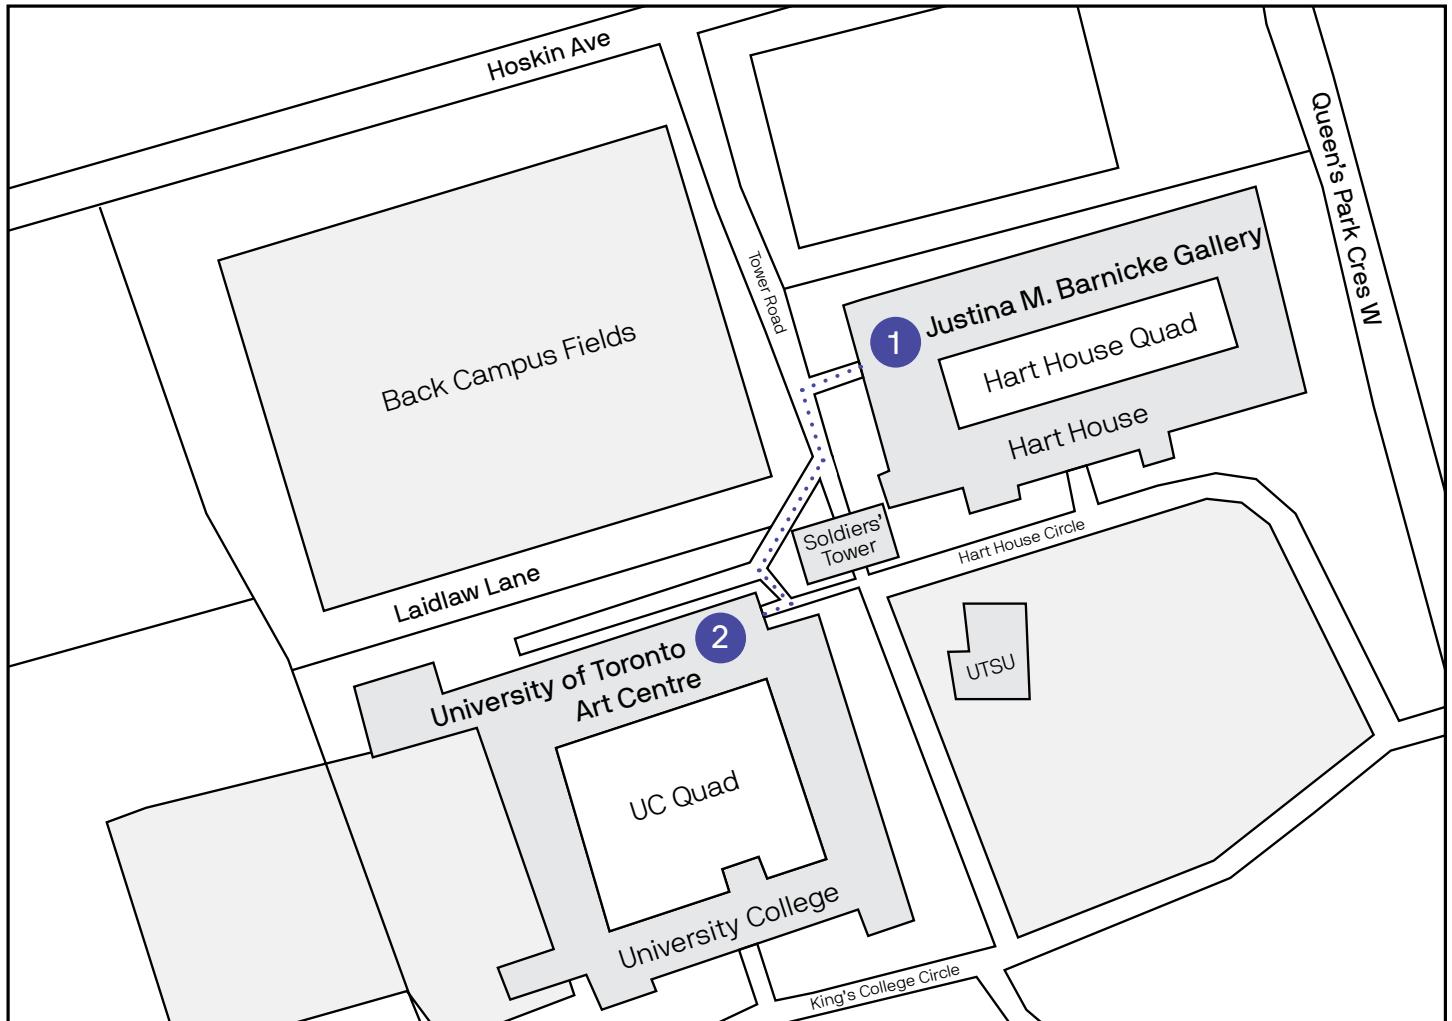 Hoskin Ave
Queen's Park Cres W
Tower Road
Justina M. Barnicke Gallery
1
Hart House Quad
Back Campus Fields
Hart House
Soldiers'
Tower
Hart House Circle
Laidlaw Lane
2
University of Toronto
Art Centre
UTSU
UC Quad
University College
King's College Circle